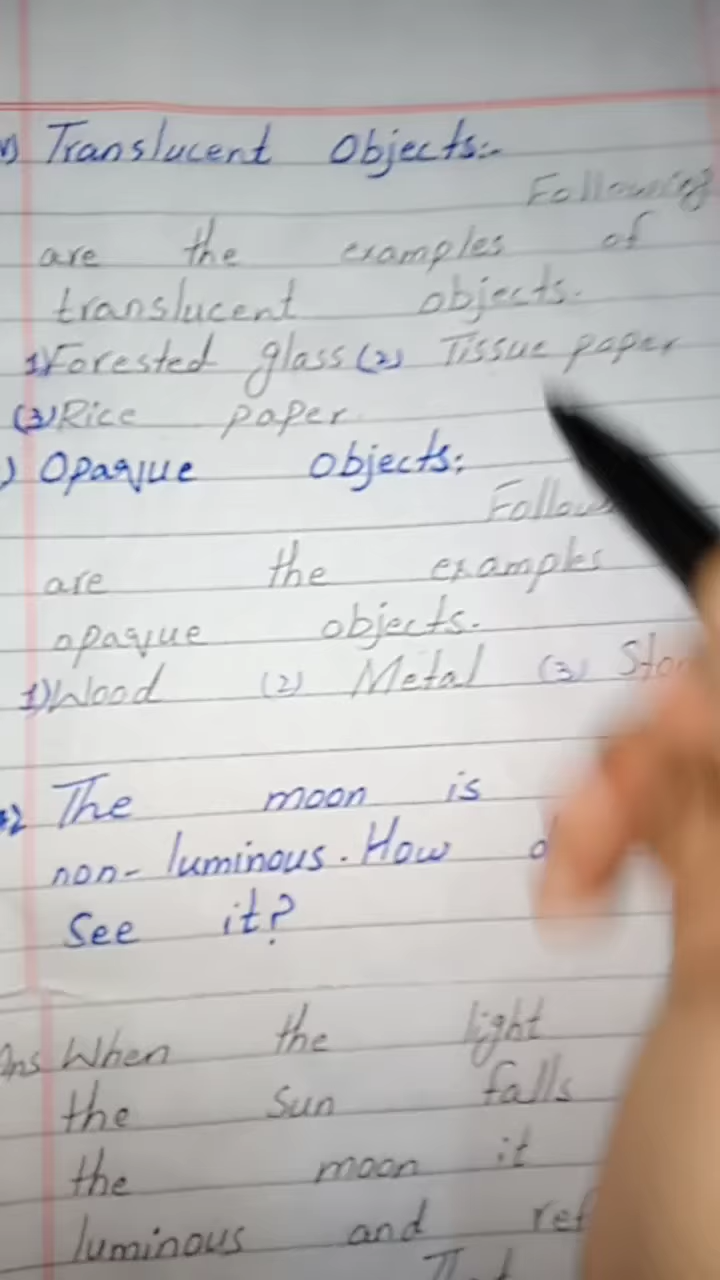 Translucent Objects:-
Following
are the examples of
translucent objects.
1) Forested glass (2) Tissue paper
(3) Rice paper.
) Opaque Objects:
are the examples
opaque objects.
1) Wood (2) Metal (3)
The moon is
non-luminous. How
See it?
Ans When the light
the Sun falls
the moon it
luminous and